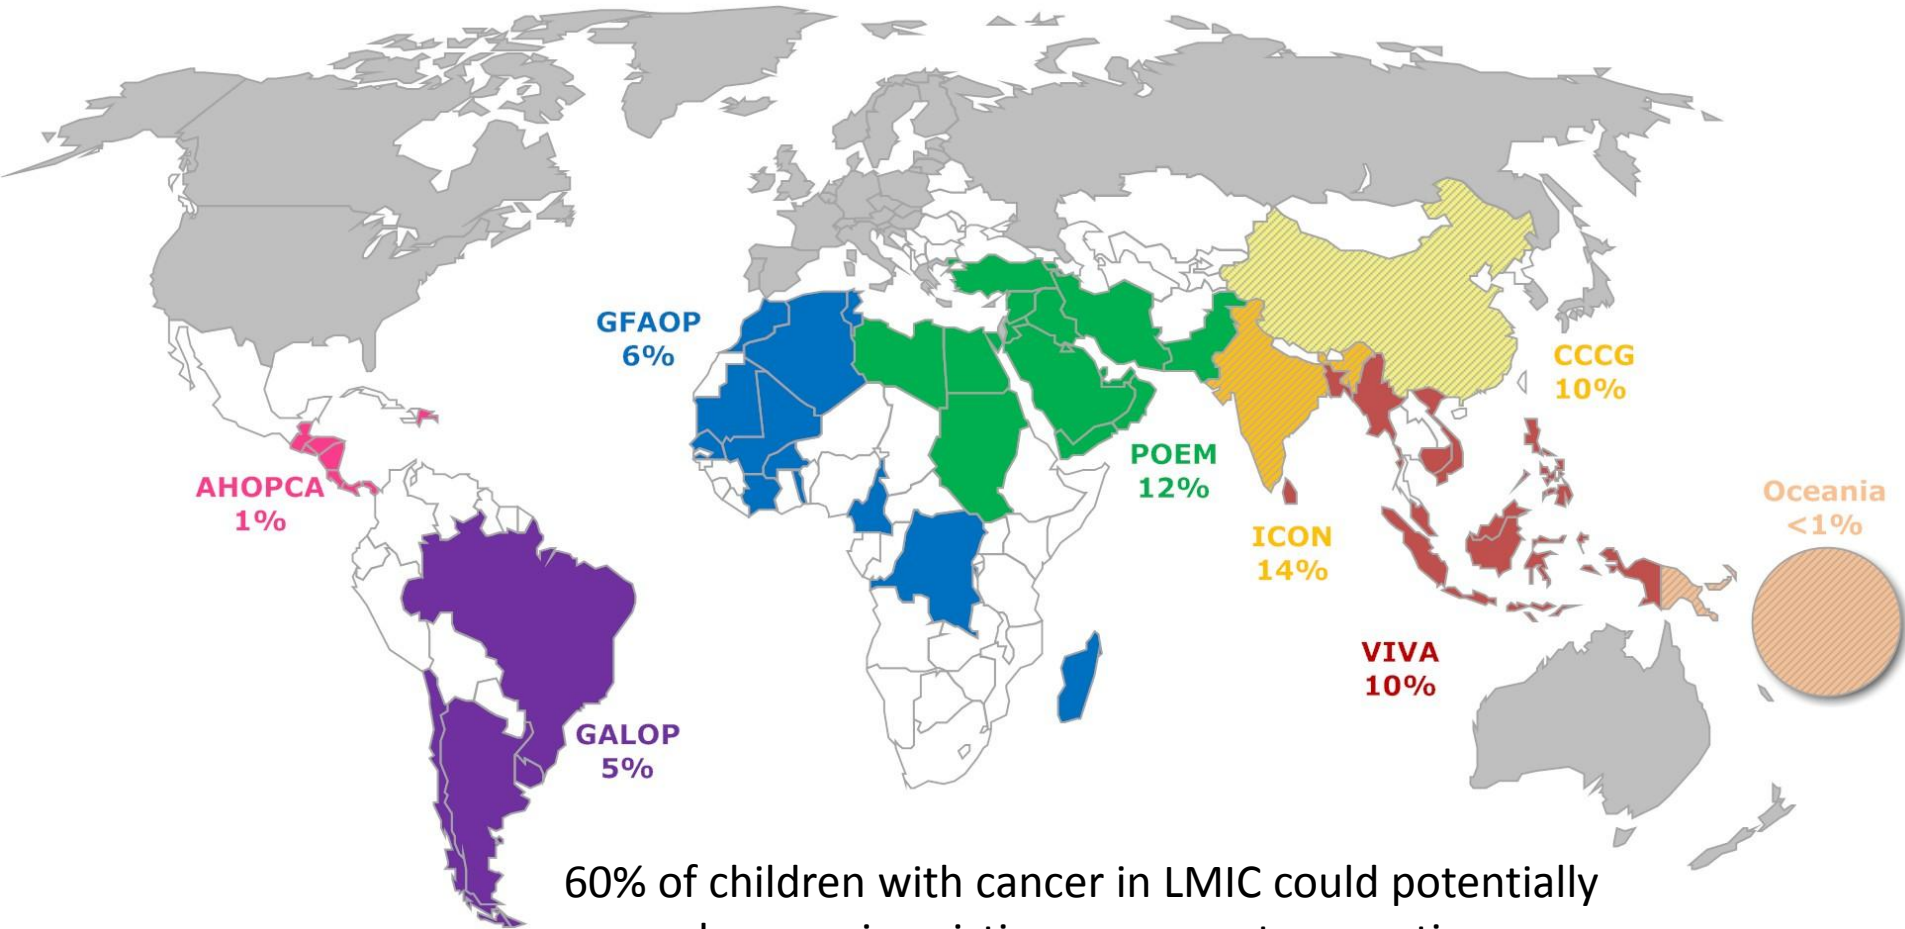 GFAOP
6%
CCCG
10%
POEM
12%
AHOPCA
1%
Oceania
<1%
ICON
14%
VIVA
10%
GALOP
5%
60% of children with cancer in LMIC could potentially